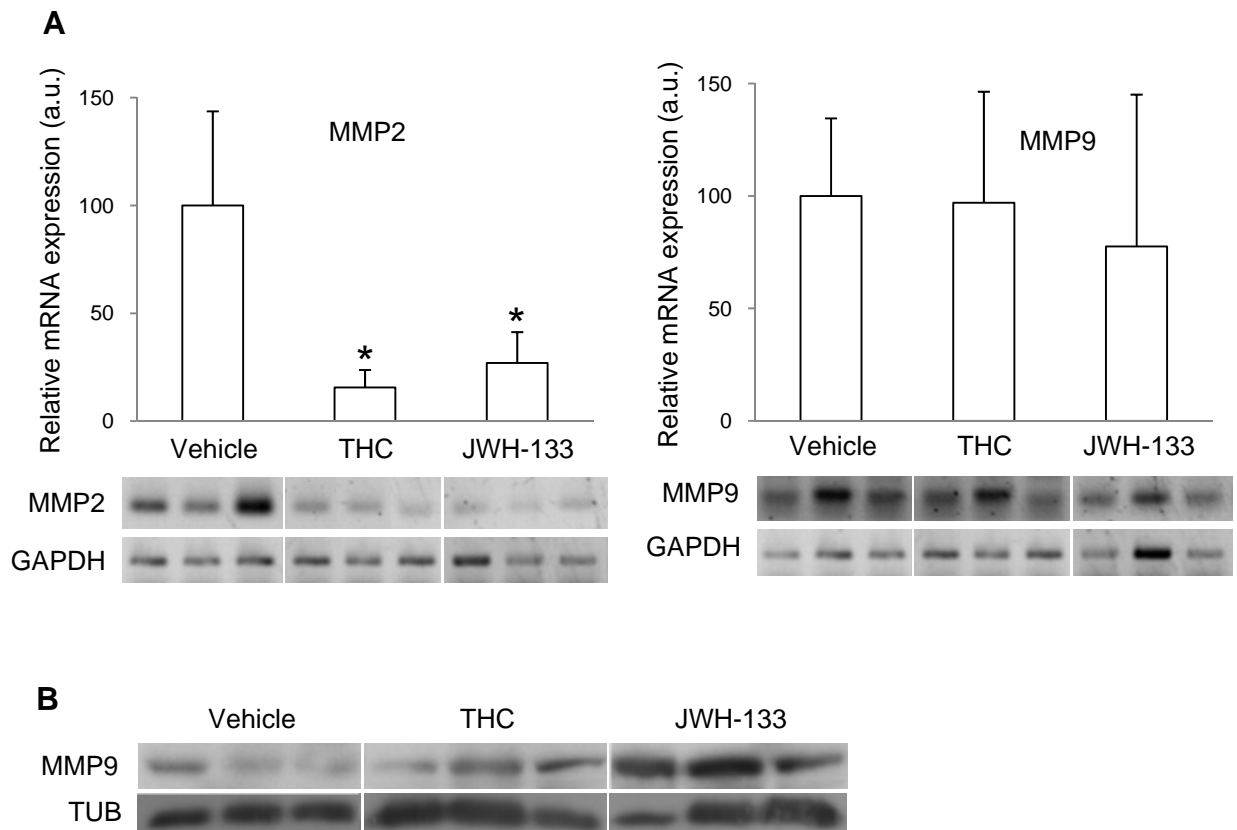 A
Relative mRNA expression (a.u.)
150
100
50
0
MMP2
*
*
Vehicle THC JWH-133
MMP2
GAPDH
Relative mRNA expression (a.u.)
150
100
50
0
MMP9
Vehicle THC JWH-133
MMP9
GAPDH
B
Vehicle THC JWH-133
MMP9
TUB